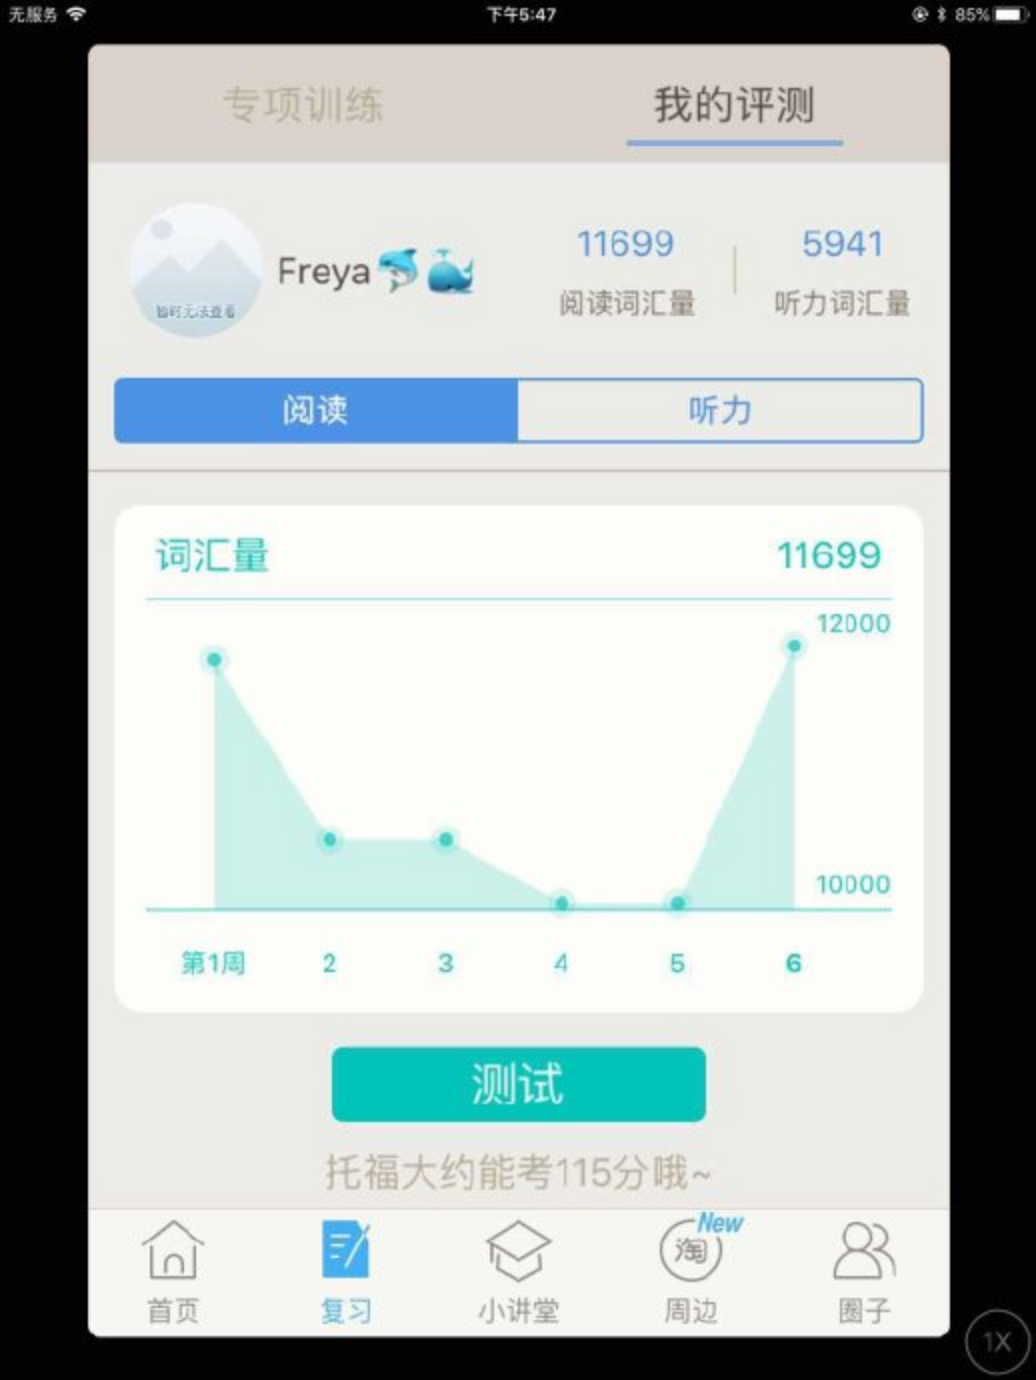 无服务 下午5:47 85%
专项训练 我的评测
Freya🐬🐳
11699 5941
阅读词汇量 听力词汇量
暂时无法查看
阅读 听力
词汇量 11699
12000
10000
第1周 2 3 4 5 6
测试
托福大约能考115分哦~
New
淘
首页 复习 小讲堂 周边 圈子
1X